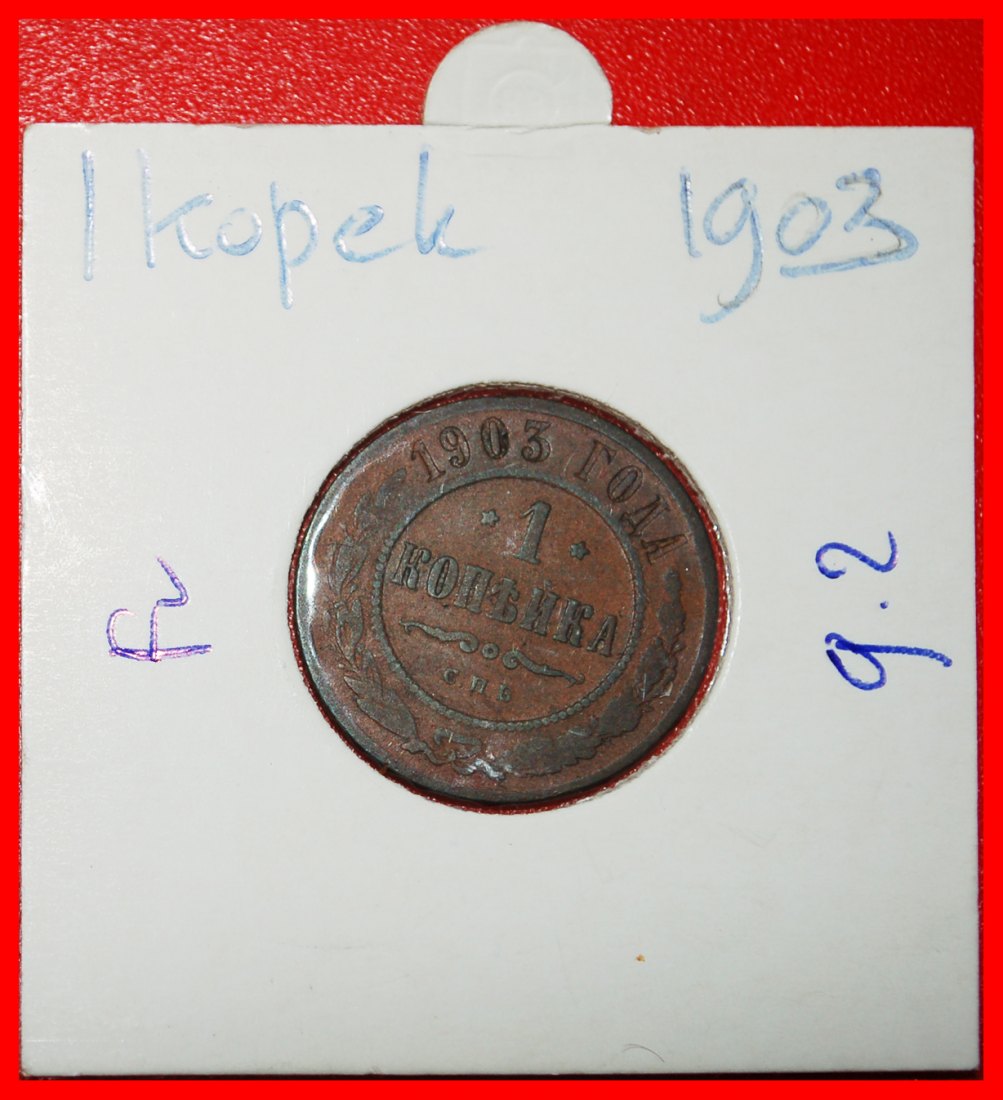 1 kopek 1903
1903 ГОДА
1
КОПѢЙКА
СПБ
9.2